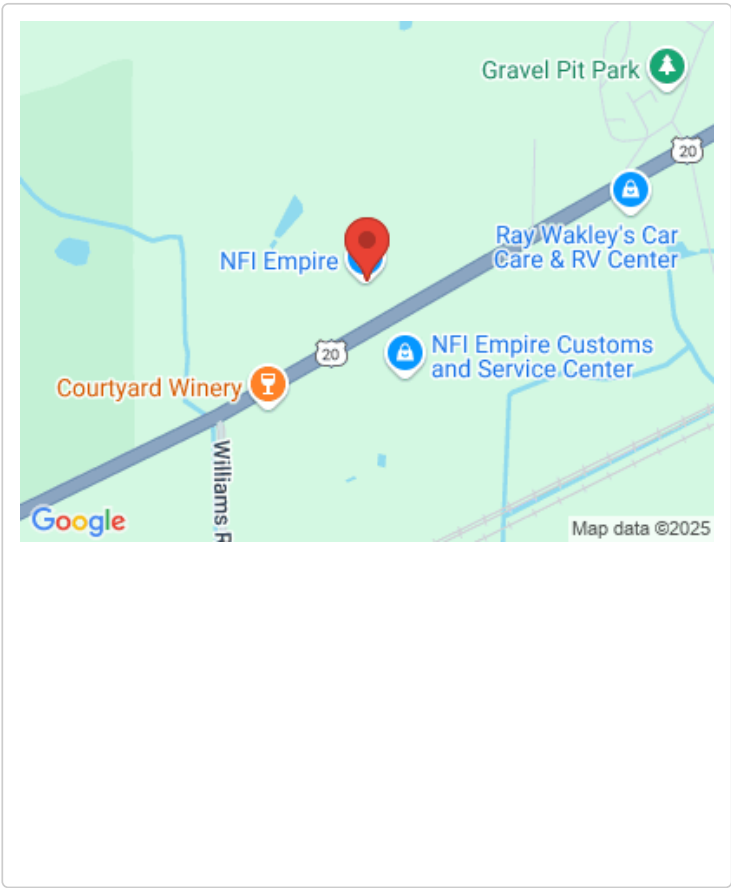 Gravel Pit Park
20
Ray Wakley's Car
Care & RV Center
NFI Empire
20
NFI Empire Customs
and Service Center
Courtyard Winery
Williams R
Google
Map data ©2025